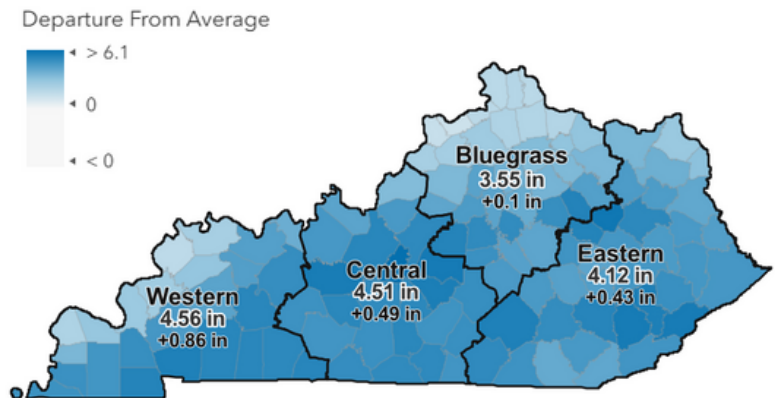 Departure From Average
> 6.1
0
< 0
Bluegrass
3.55 in
+0.1 in
Eastern
4.12 in
+0.43 in
Central
4.51 in
+0.49 in
Western
4.56 in
+0.86 in